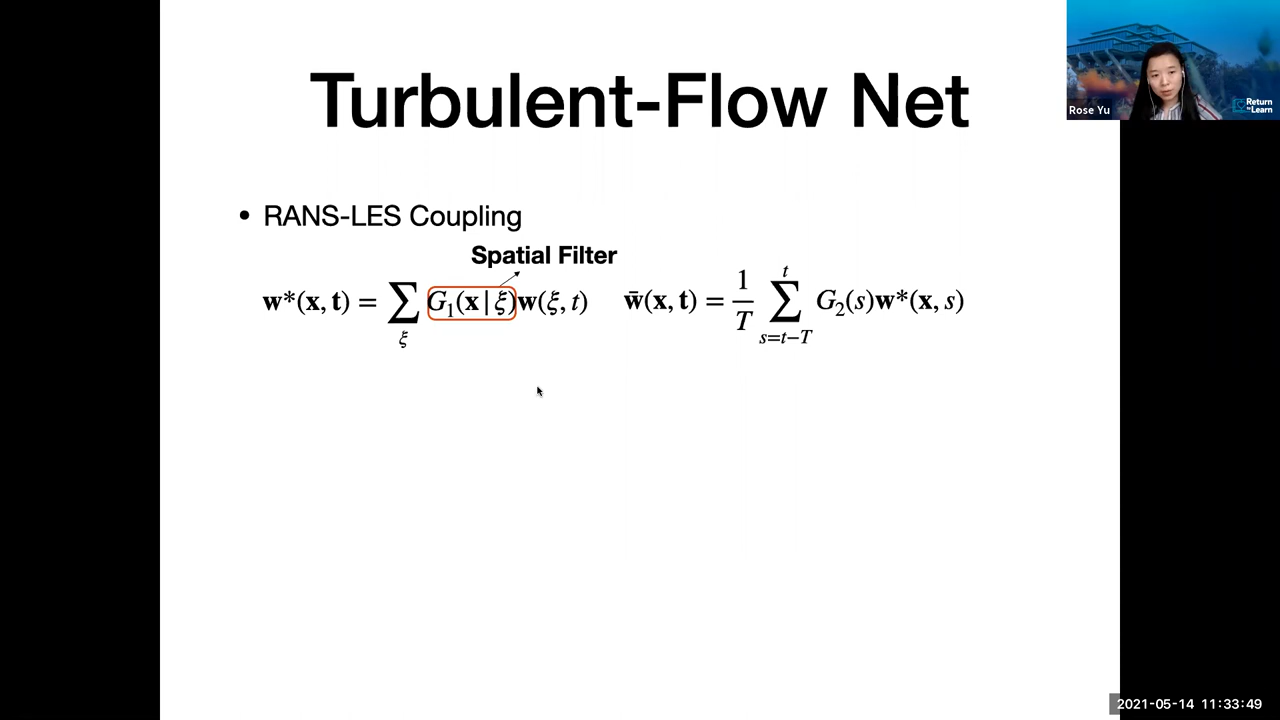 Turbulent-Flow Net
Return
to Learn
Rose Yu
• RANS-LES Coupling
Spatial Filter
w*(x, t) = ∑_ξ G₁(x | ξ)w(ξ, t)   w̄(x, t) = 1/T ∑_{s=t−T}^{t} G₂(s)w*(x, s)
2021-05-14 11:33:49